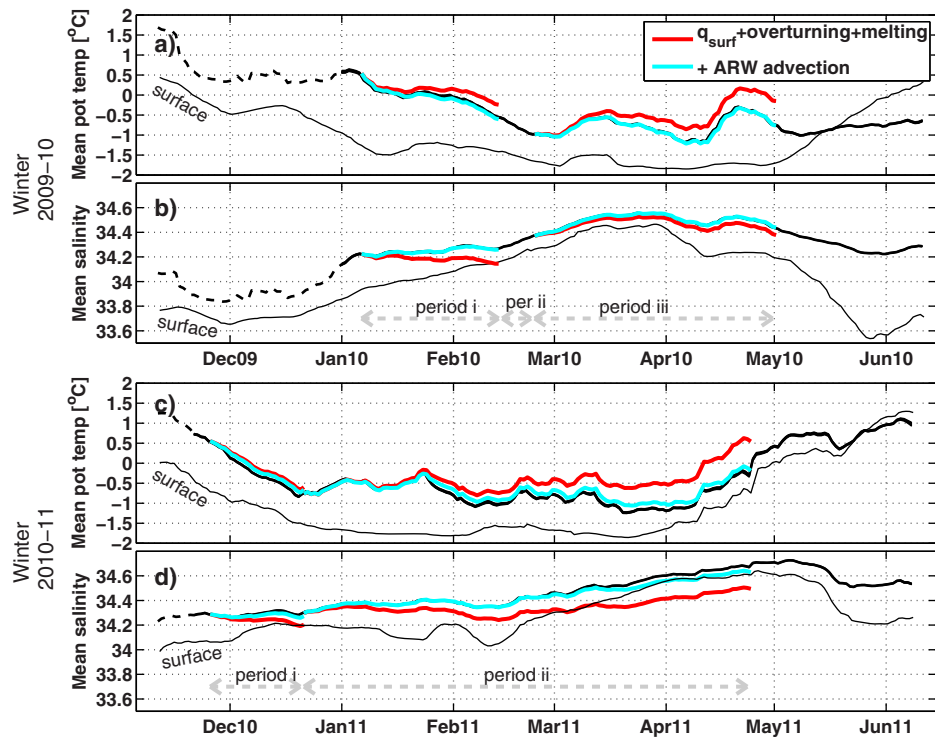 Winter
2009−10
Mean pot temp [°C]
2
1.5
1
0.5
0
−0.5
−1
−1.5
−2
a)
surface
q_surf+overturning+melting
+ ARW advection
Mean salinity
34.6
34.4
34.2
34
33.8
33.6
b)
surface
period i
per ii
period iii
Dec09 Jan10 Feb10 Mar10 Apr10 May10 Jun10
Winter
2010−11
Mean pot temp [°C]
2
1.5
1
0.5
0
−0.5
−1
−1.5
−2
c)
surface
Mean salinity
34.6
34.4
34.2
34
33.8
33.6
d)
surface
period i
period ii
Dec10 Jan11 Feb11 Mar11 Apr11 May11 Jun11